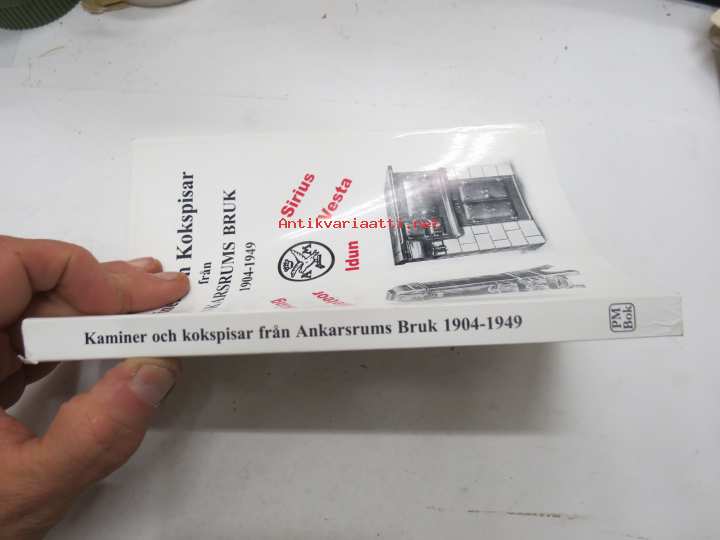 Kokspisar
från
BRUK
1904-1949
Sirius
Vesta
Idun
Antikvariaatti.net
Kaminer och kokspisar från Ankarsrums Bruk 1904-1949
PM
Bok